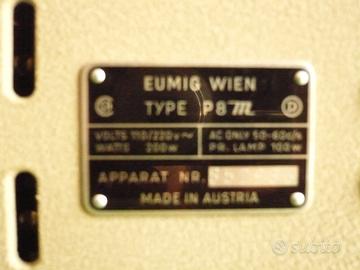 EUMIG WIEN
TYPE P8 m
VOLTS 110/220v~ AC ONLY 50-60c/s
WATTS 200w PR. LAMP 100w
APPARAT NR.
MADE IN AUSTRIA
subito